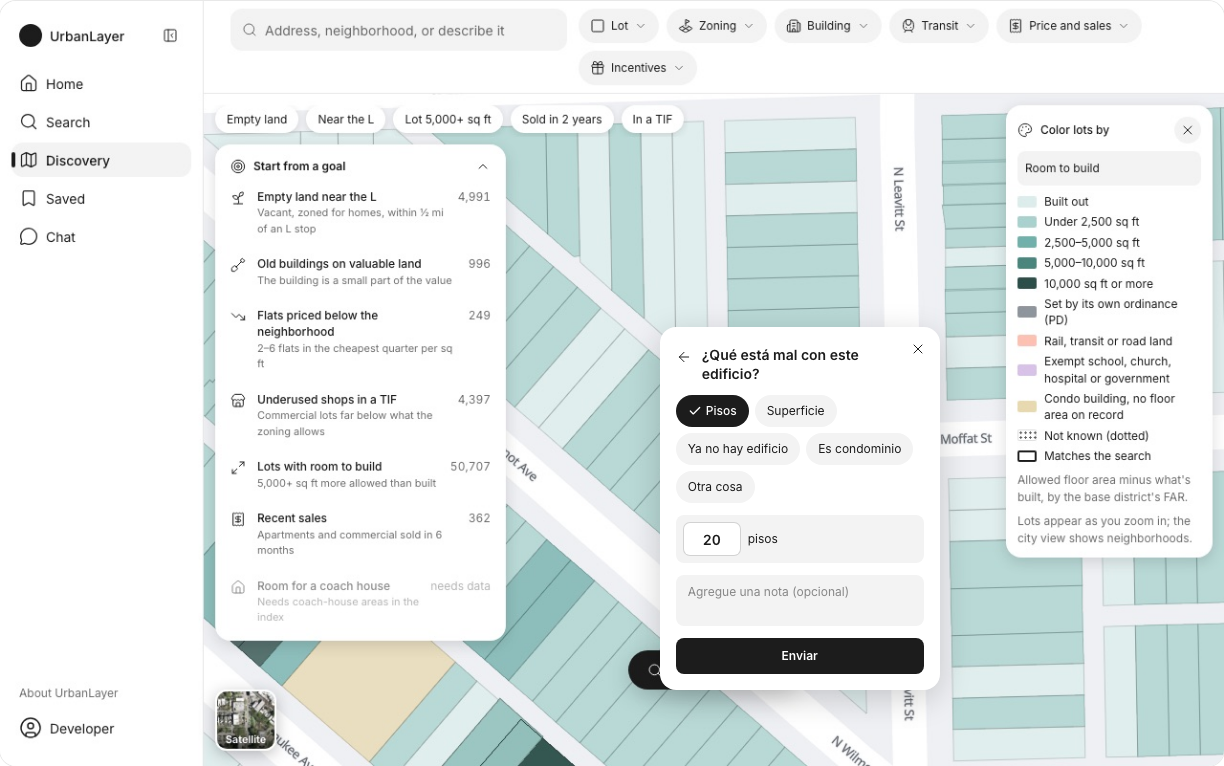 UrbanLayer
Home
Search
Discovery
Saved
Chat
About UrbanLayer
Developer
Address, neighborhood, or describe it
Lot
Zoning
Building
Transit
Price and sales
Incentives
Empty land
Near the L
Lot 5,000+ sq ft
Sold in 2 years
In a TIF
Start from a goal
Empty land near the L
4,991
Vacant, zoned for homes, within ½ mi
of an L stop
Old buildings on valuable land
996
The building is a small part of the value
Flats priced below the
neighborhood
249
2–6 flats in the cheapest quarter per sq
ft
Underused shops in a TIF
4,397
Commercial lots far below what the
zoning allows
Lots with room to build
50,707
5,000+ sq ft more allowed than built
Recent sales
362
Apartments and commercial sold in 6
months
Room for a coach house
needs data
Needs coach-house areas in the
index
Satellite
N Leavitt St
Moffat St
¿Qué está mal con este
edificio?
Pisos
Superficie
Ya no hay edificio
Es condominio
Otra cosa
20
pisos
Agregue una nota (opcional)
Enviar
Color lots by
Room to build
Built out
Under 2,500 sq ft
2,500–5,000 sq ft
5,000–10,000 sq ft
10,000 sq ft or more
Set by its own ordinance
(PD)
Rail, transit or road land
Exempt school, church,
hospital or government
Condo building, no floor
area on record
Not known (dotted)
Matches the search
Allowed floor area minus what's
built, by the base district's FAR.
Lots appear as you zoom in; the
city view shows neighborhoods.